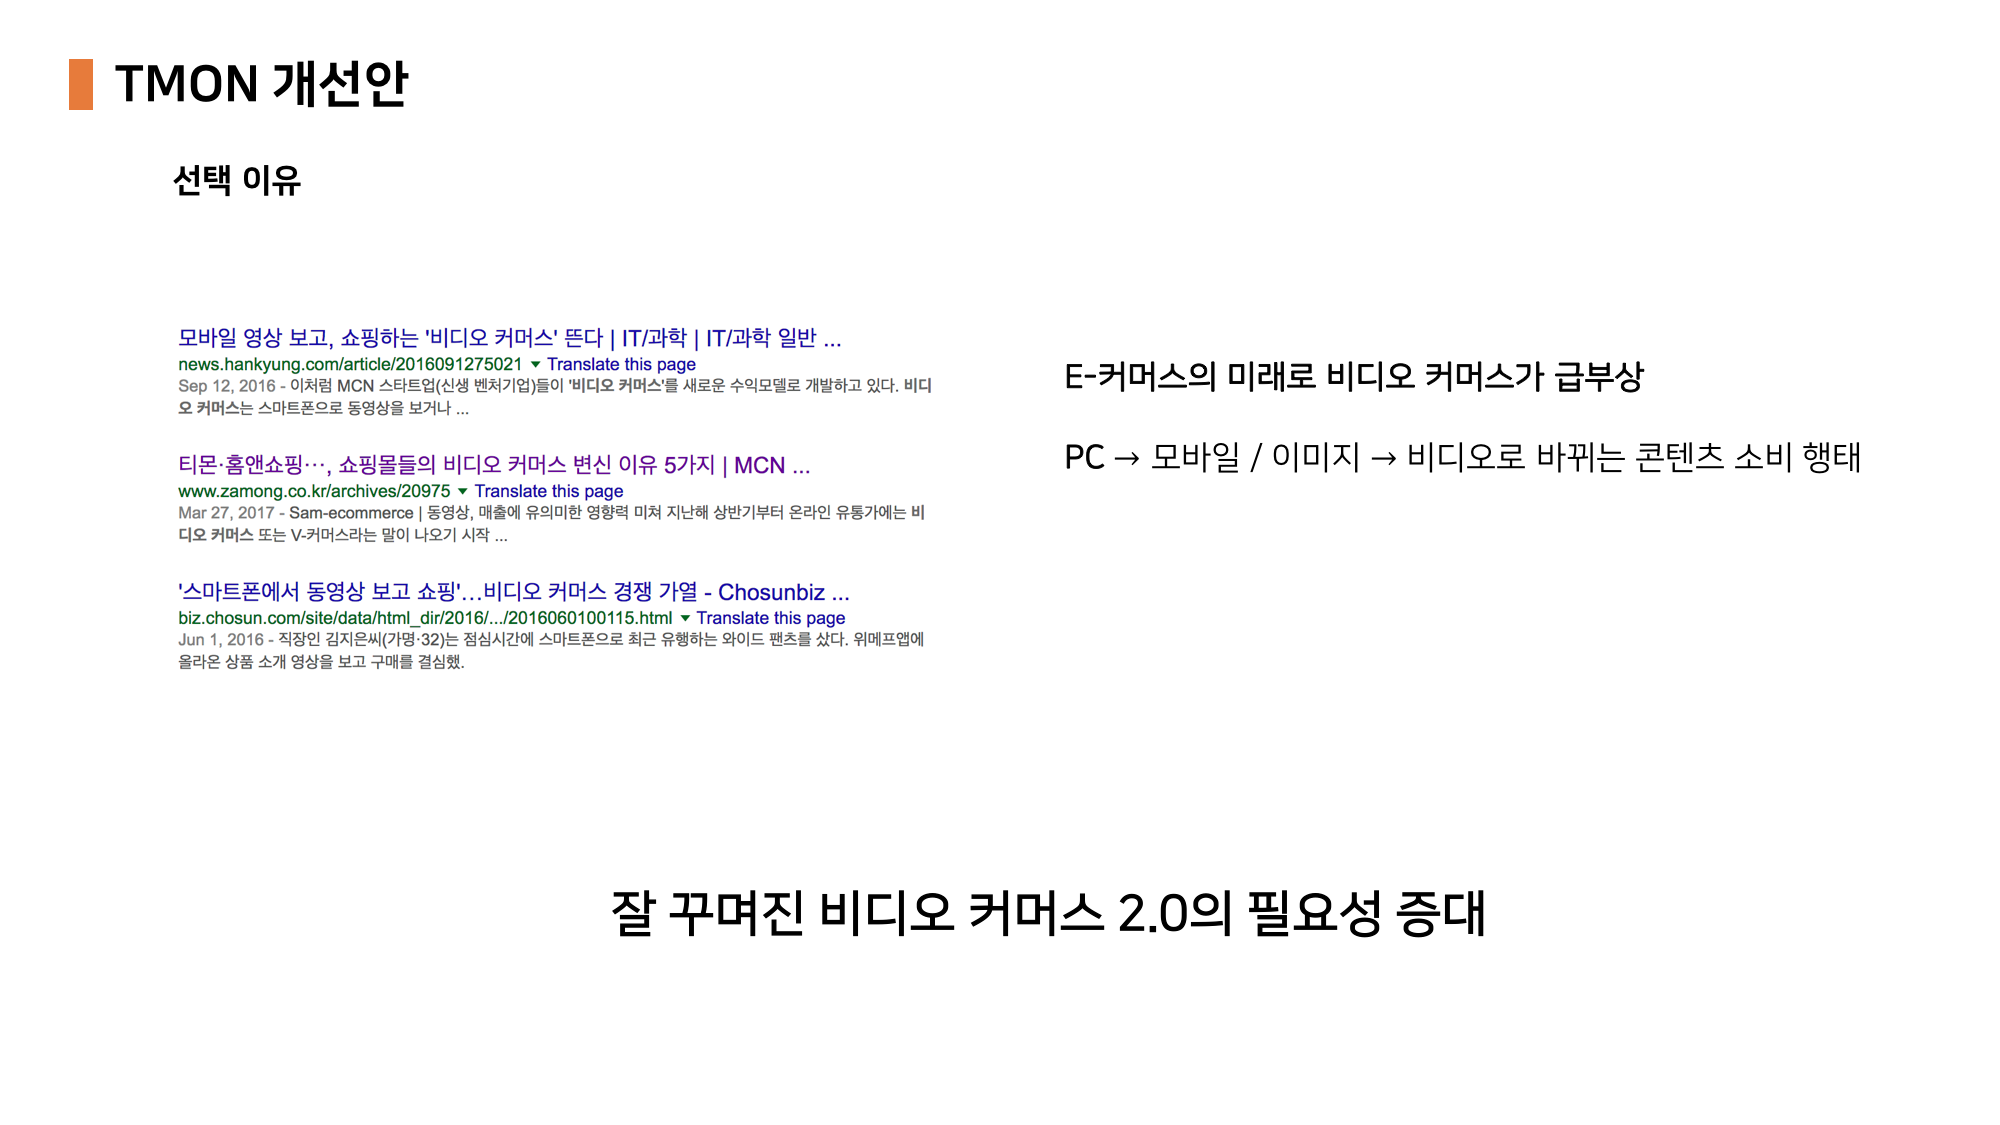 TMON 개선안
선택 이유
모바일 영상 보고, 쇼핑하는 '비디오 커머스' 뜬다 | IT/과학 | IT/과학 일반 ...
news.hankyung.com/article/2016091275021 ▼ Translate this page
Sep 12, 2016 - 이처럼 MCN 스타트업(신생 벤처기업)들이 '비디오 커머스'를 새로운 수익모델로 개발하고 있다. 비디
오 커머스는 스마트폰으로 동영상을 보거나 ...
티몬·홈앤쇼핑…, 쇼핑몰들의 비디오 커머스 변신 이유 5가지 | MCN ...
www.zamong.co.kr/archives/20975 ▼ Translate this page
Mar 27, 2017 - Sam-ecommerce | 동영상, 매출에 유의미한 영향력 미쳐 지난해 상반기부터 온라인 유통가에는 비
디오 커머스 또는 V-커머스라는 말이 나오기 시작 ...
'스마트폰에서 동영상 보고 쇼핑'…비디오 커머스 경쟁 가열 - Chosunbiz ...
biz.chosun.com/site/data/html_dir/2016/.../2016060100115.html ▼ Translate this page
Jun 1, 2016 - 직장인 김지은씨(가명·32)는 점심시간에 스마트폰으로 최근 유행하는 와이드 팬츠를 샀다. 위메프앱에
올라온 상품 소개 영상을 보고 구매를 결심했.
E-커머스의 미래로 비디오 커머스가 급부상
PC → 모바일 / 이미지 → 비디오로 바뀌는 콘텐츠 소비 행태
잘 꾸며진 비디오 커머스 2.0의 필요성 증대